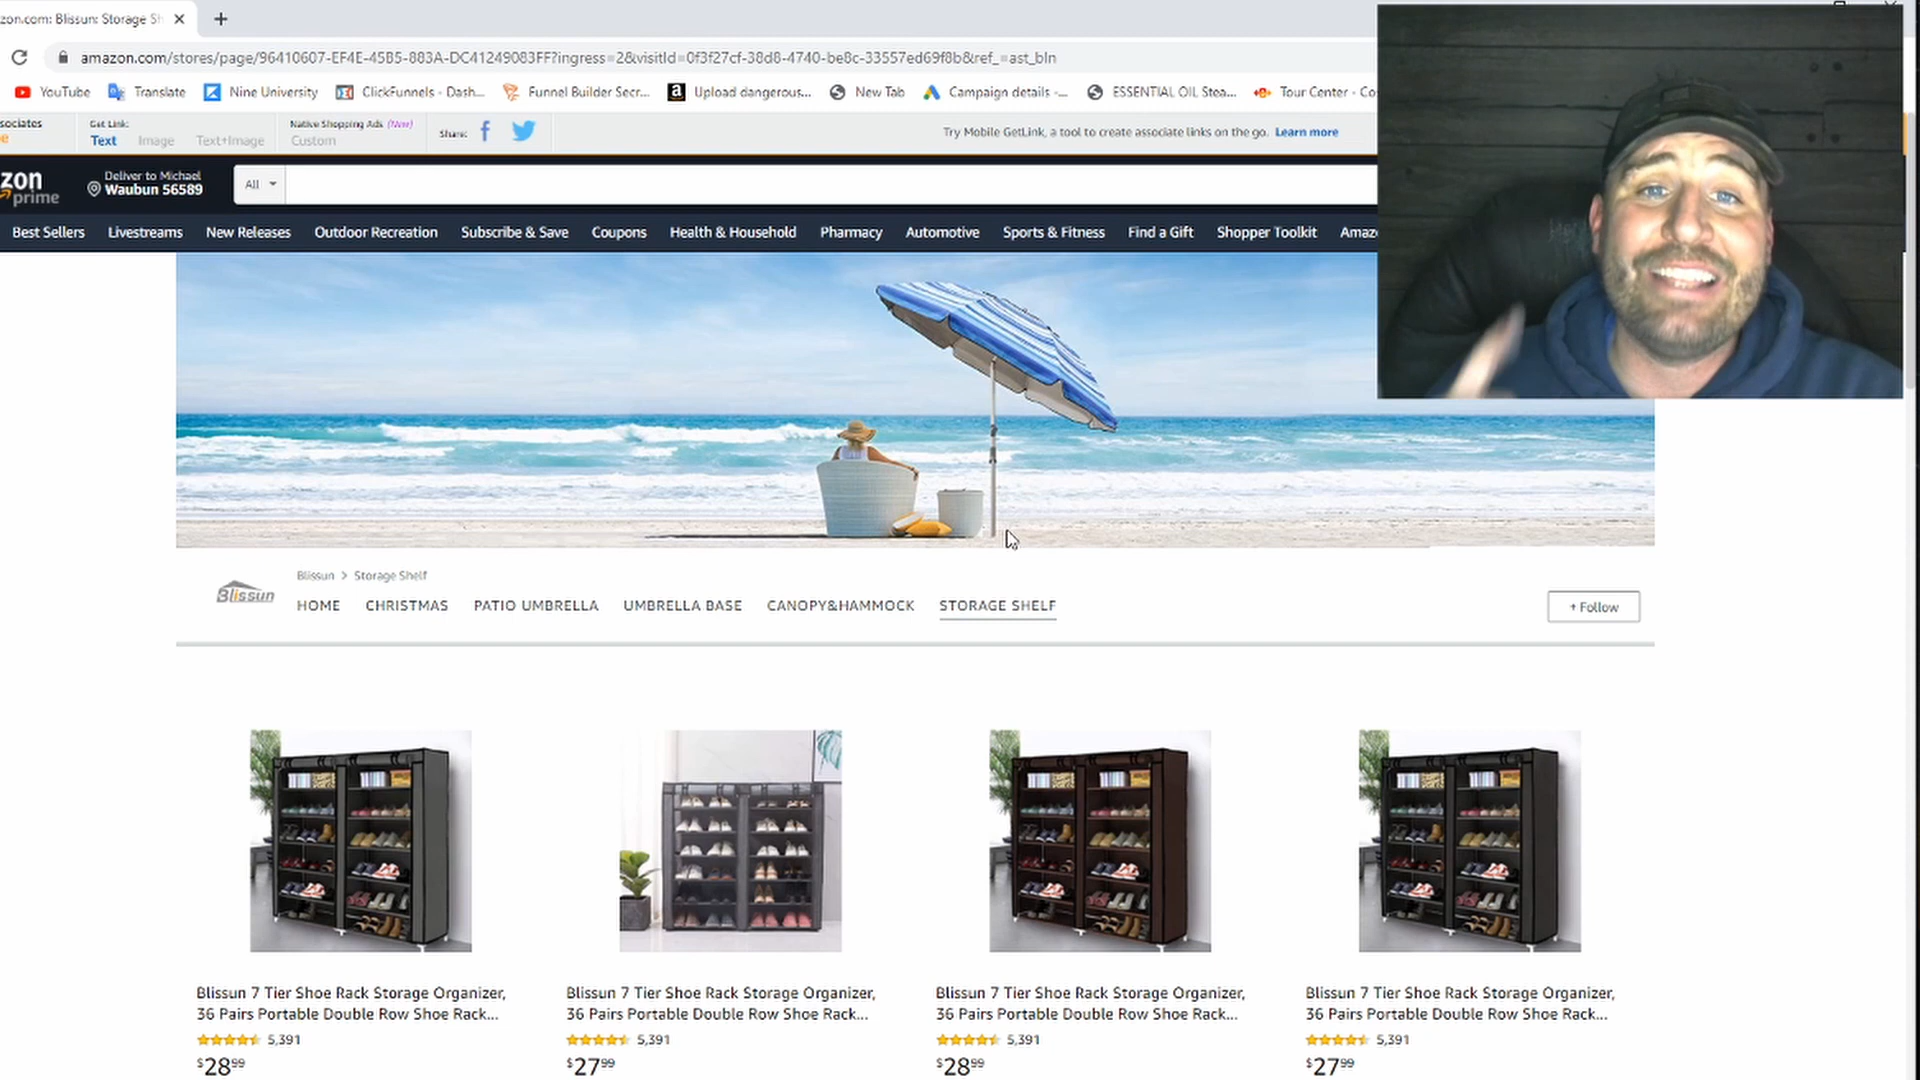 zon.com: Blissun: Storage Sh
amazon.com/stores/page/96410607-EF4E-45B5-883A-DC41249083FF?ingress=2&visitId=0f3f27cf-38d8-4740-be8c-33557ed69f8b&ref_=ast_bln
YouTube Translate Nine University ClickFunnels - Dash... Funnel Builder Secr... Upload dangerous... New Tab Campaign details -... ESSENTIAL OIL Stea... Tour Center - Co
sociates Get Link: Native Shopping Ads (New) Share: Try Mobile GetLink, a tool to create associate links on the go. Learn more
Text Image Text+Image Custom
zon prime Deliver to Michael
Waubun 56589 All
Best Sellers Livestreams New Releases Outdoor Recreation Subscribe & Save Coupons Health & Household Pharmacy Automotive Sports & Fitness Find a Gift Shopper Toolkit Amaz
Blissun > Storage Shelf
Blissun HOME CHRISTMAS PATIO UMBRELLA UMBRELLA BASE CANOPY&HAMMOCK STORAGE SHELF + Follow
Blissun 7 Tier Shoe Rack Storage Organizer,
36 Pairs Portable Double Row Shoe Rack...
5,391
$28.99
Blissun 7 Tier Shoe Rack Storage Organizer,
36 Pairs Portable Double Row Shoe Rack...
5,391
$27.99
Blissun 7 Tier Shoe Rack Storage Organizer,
36 Pairs Portable Double Row Shoe Rack...
5,391
$28.99
Blissun 7 Tier Shoe Rack Storage Organizer,
36 Pairs Portable Double Row Shoe Rack...
5,391
$27.99